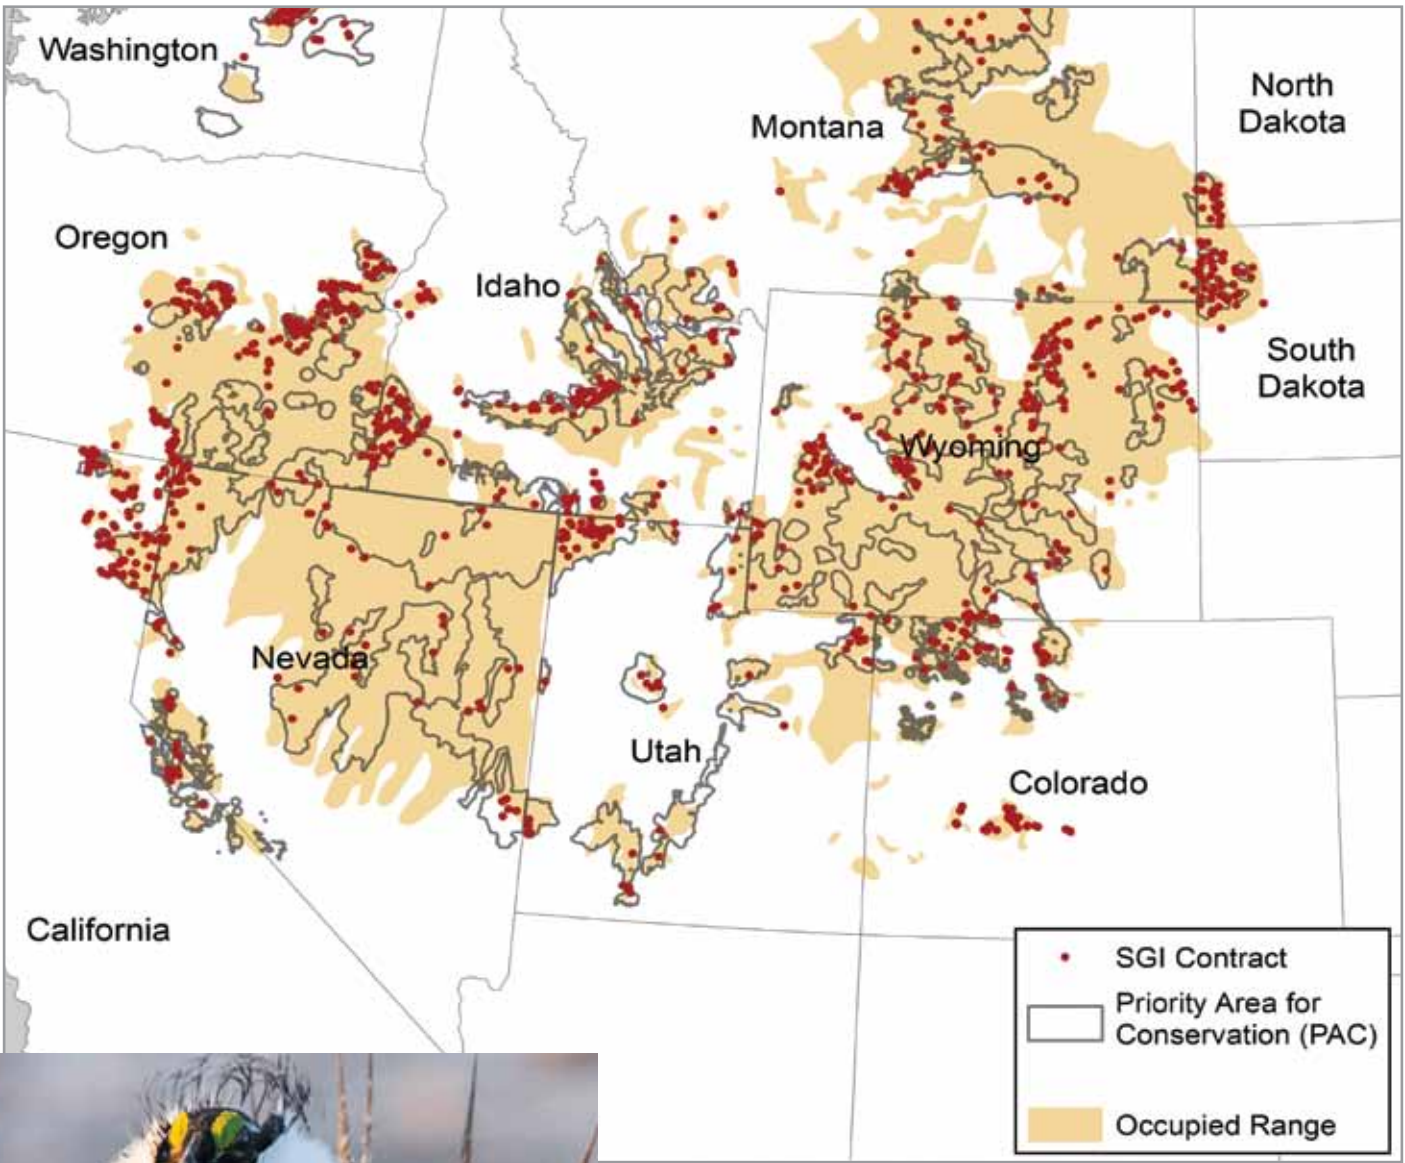 Washington
North
Dakota
Montana
Oregon
Idaho
South
Dakota
Wyoming
Nevada
Utah
Colorado
California
SGI Contract
Priority Area for
Conservation (PAC)
Occupied Range